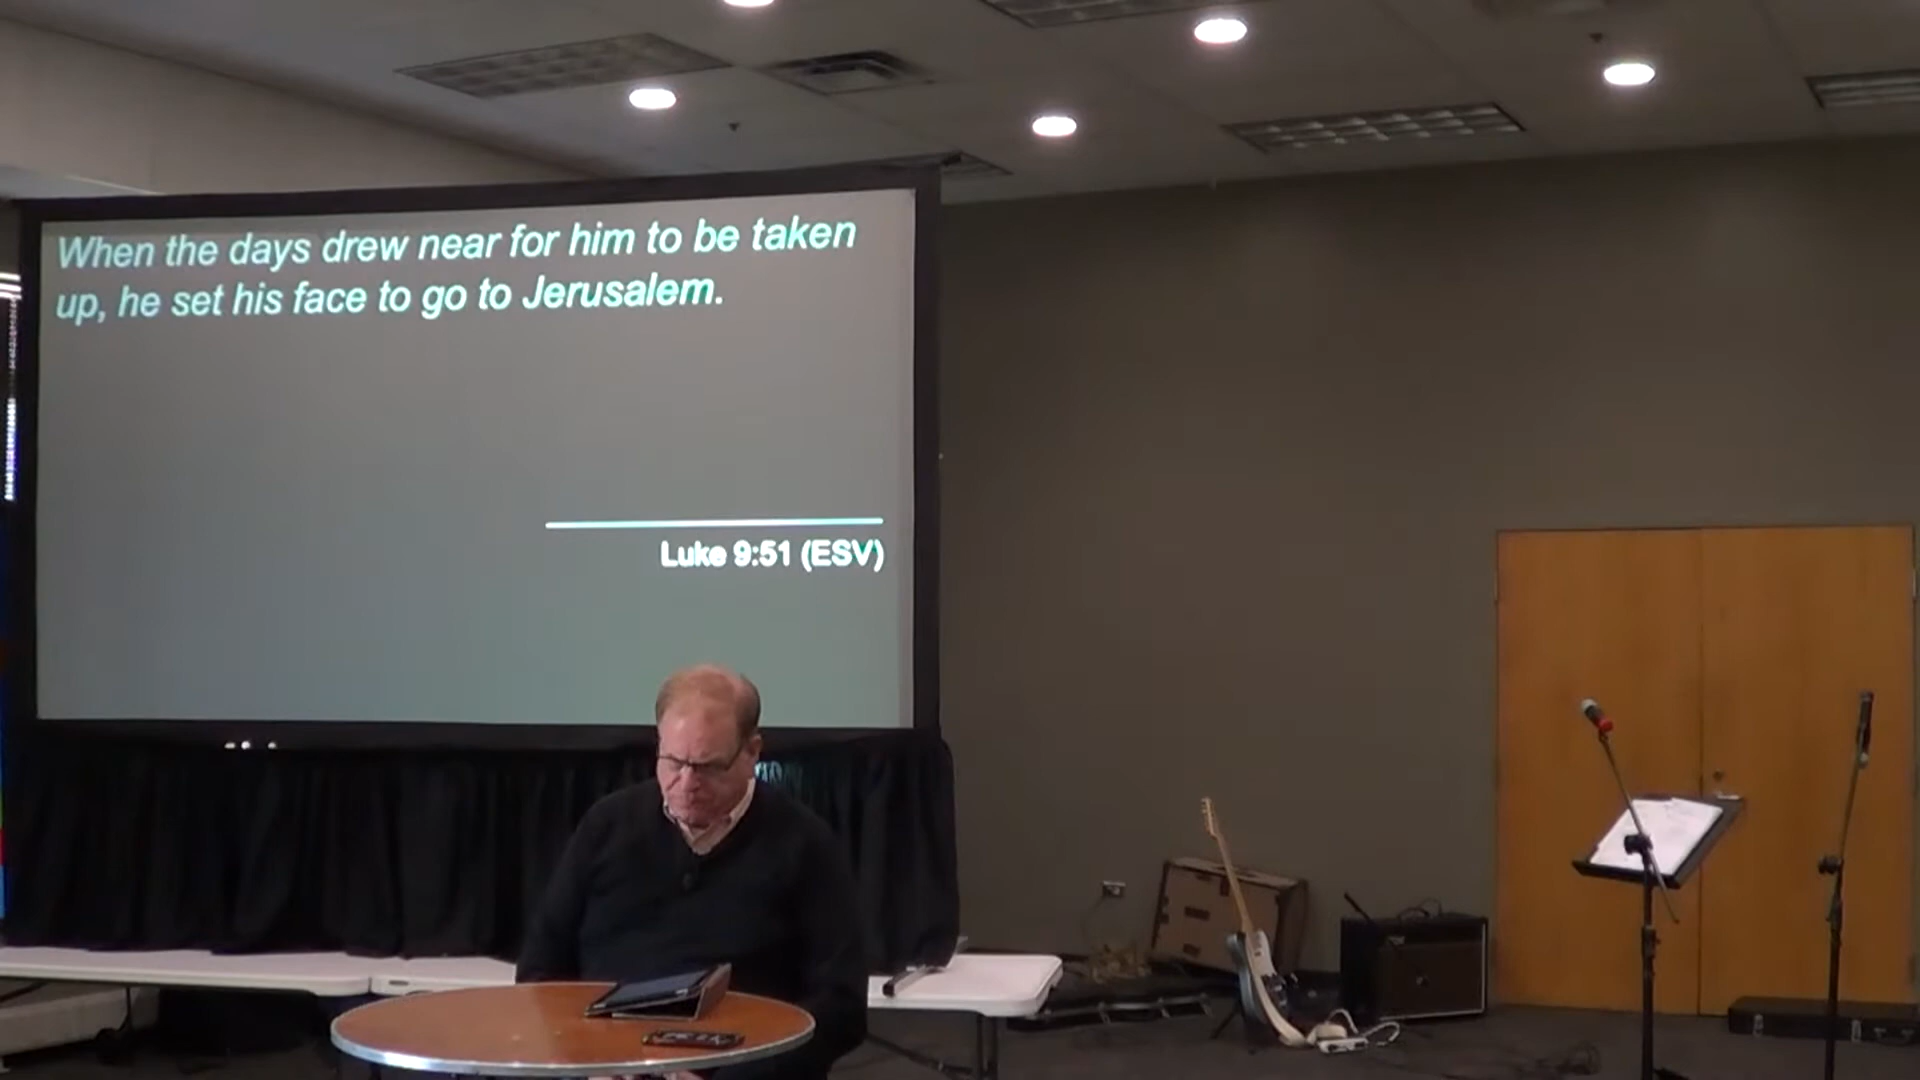 When the days drew near for him to be taken
up, he set his face to go to Jerusalem.
Luke 9:51 (ESV)